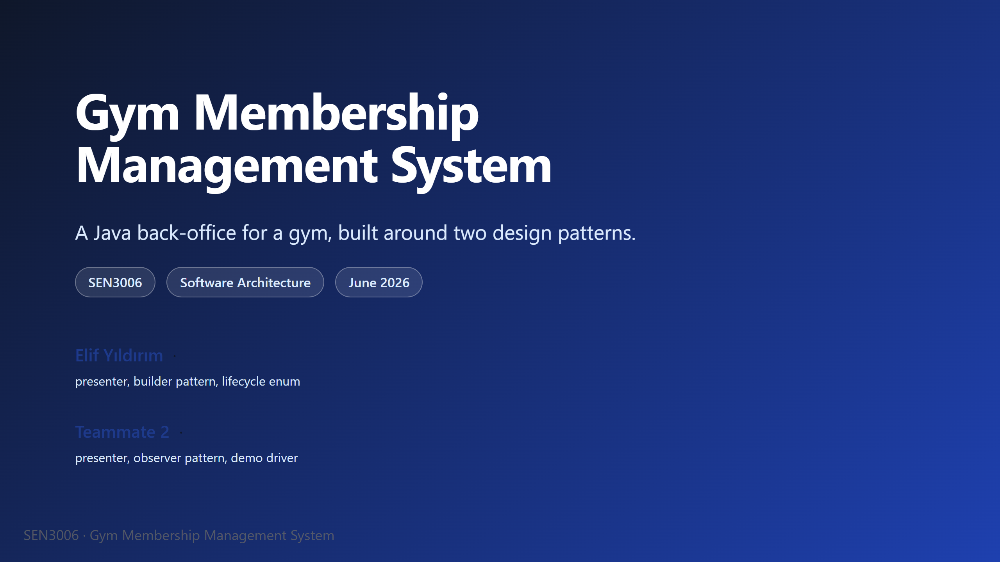 Gym Membership
Management System
A Java back-office for a gym, built around two design patterns.
SEN3006
Software Architecture
June 2026
Elif Yıldırım ·
presenter, builder pattern, lifecycle enum
Teammate 2 ·
presenter, observer pattern, demo driver
SEN3006 · Gym Membership Management System